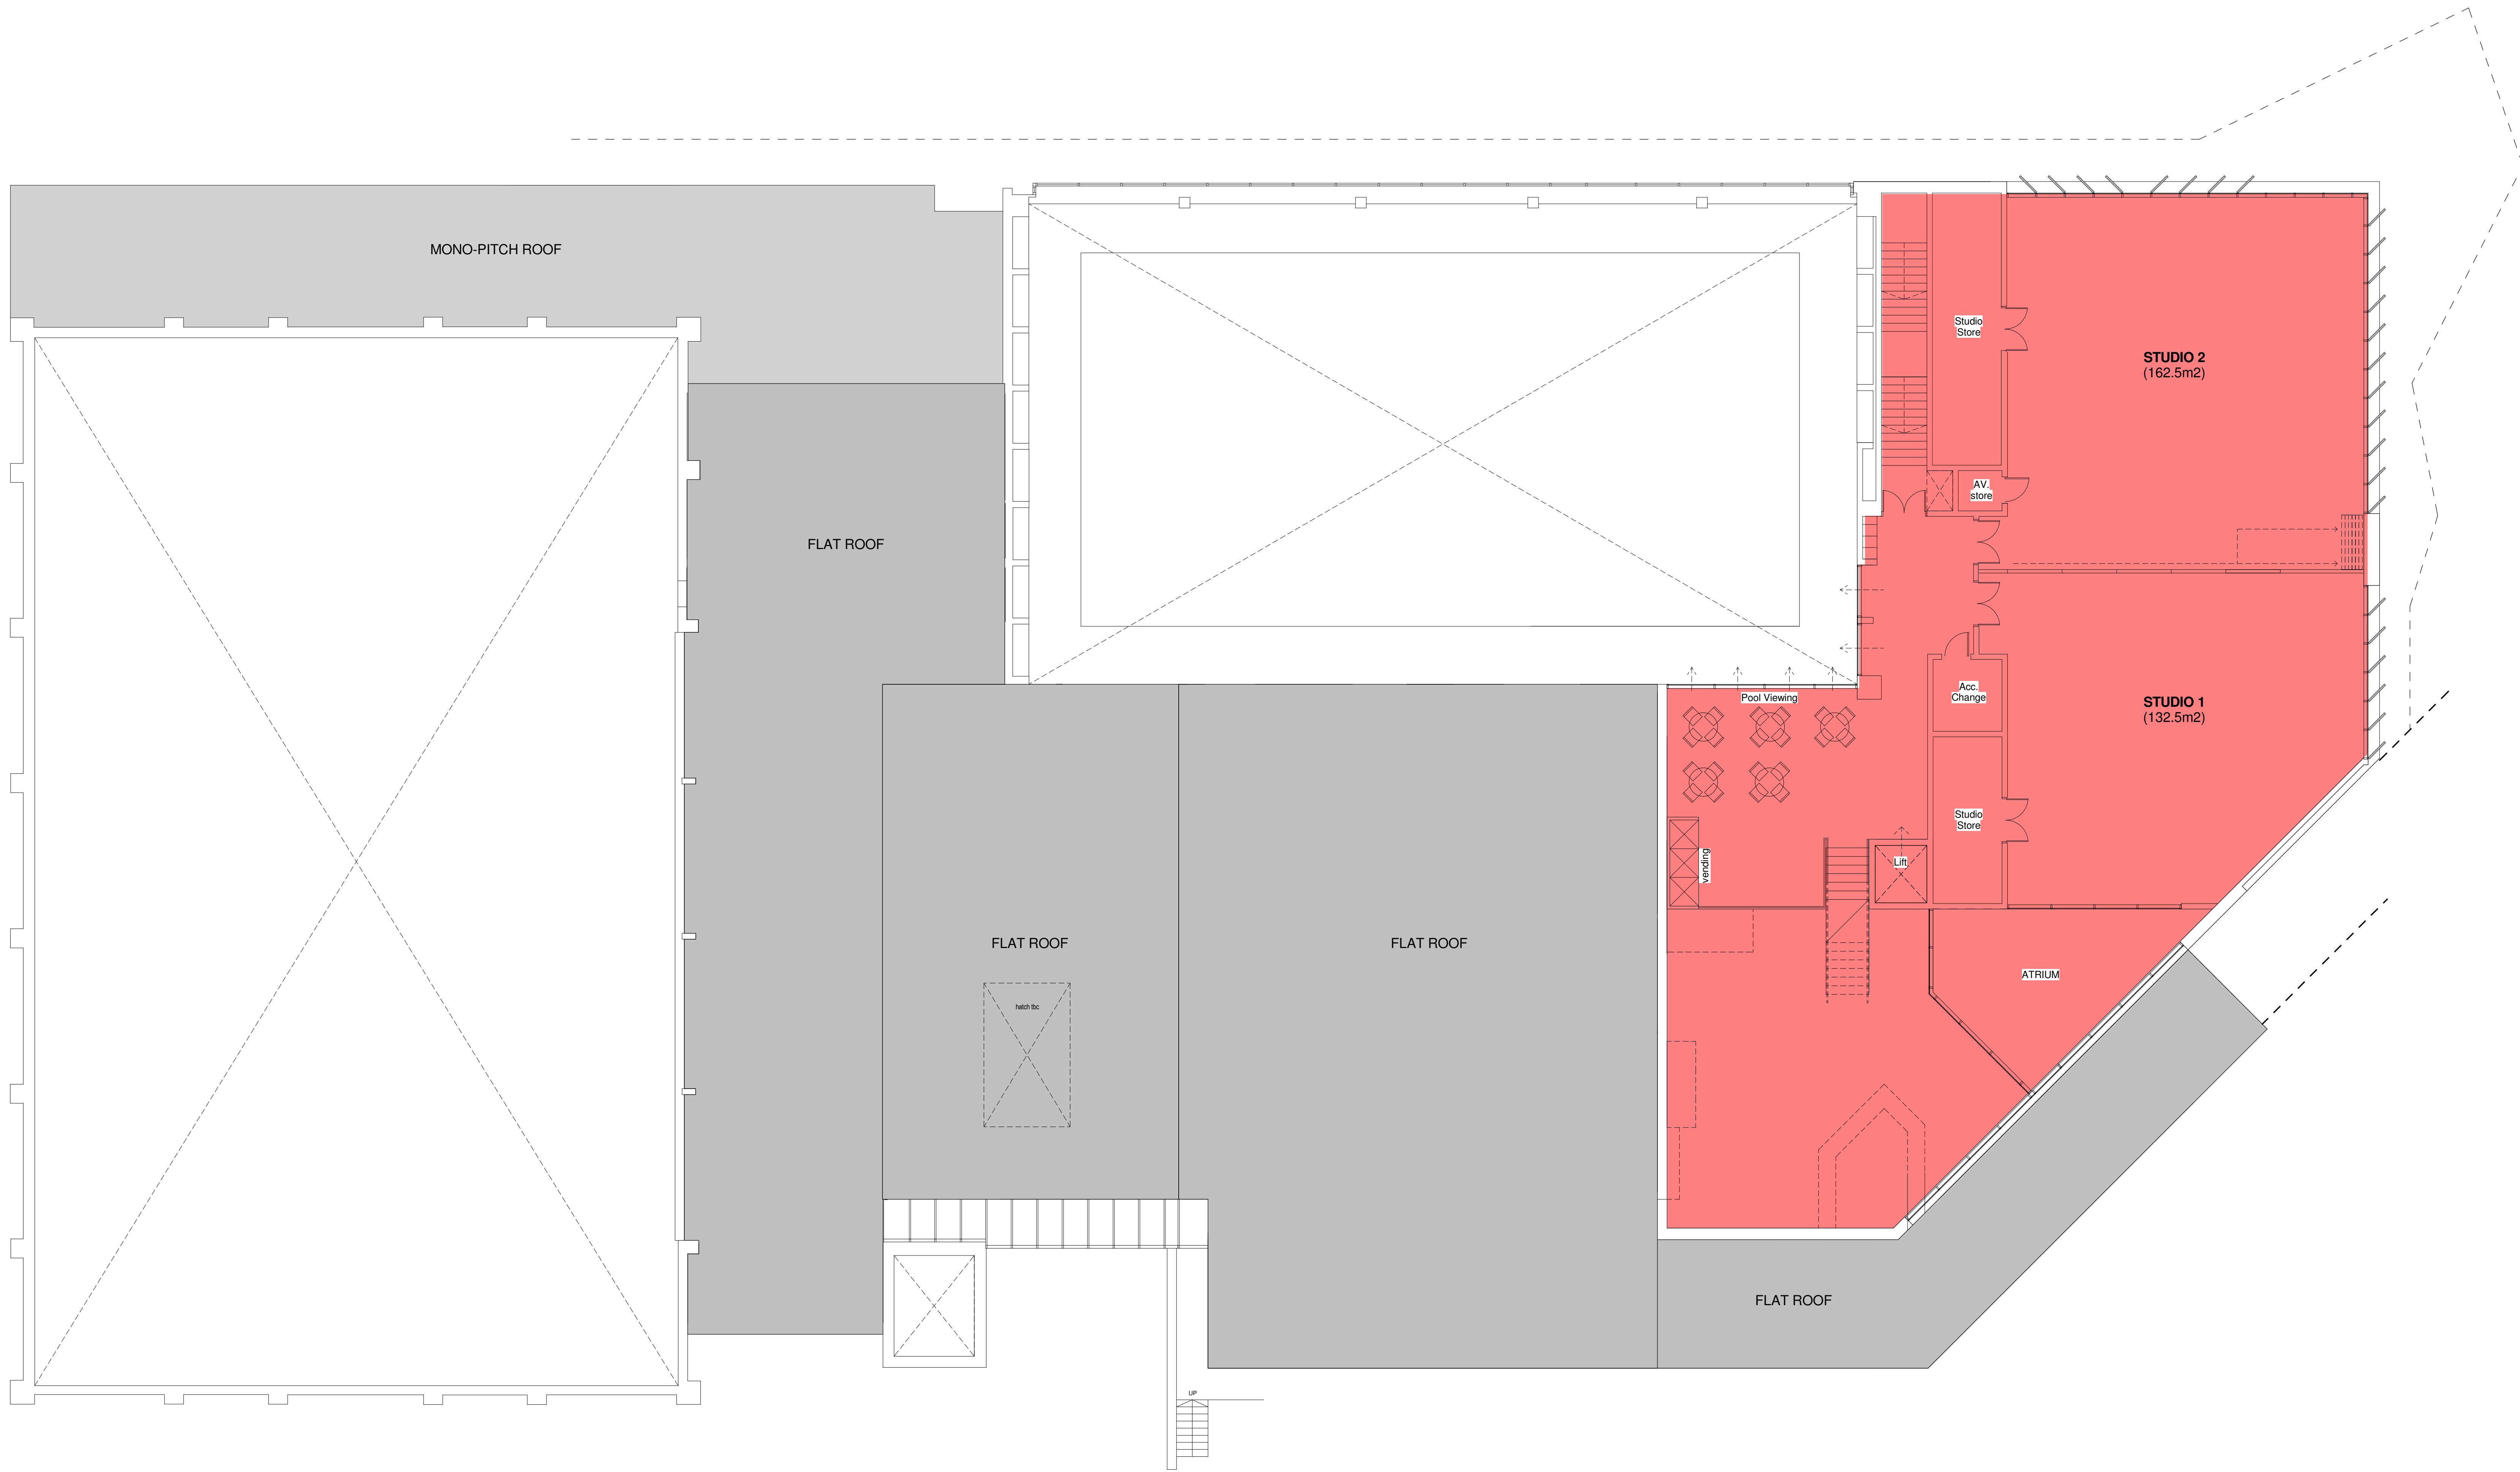 MONO-PITCH ROOF
Studio
Store
STUDIO 2
(162.5m2)
AV.
store
FLAT ROOF
Acc.
Change
Pool Viewing
STUDIO 1
(132.5m2)
Studio
Store
vending
Lift
FLAT ROOF
FLAT ROOF
ATRIUM
hatch tbc
FLAT ROOF
UP